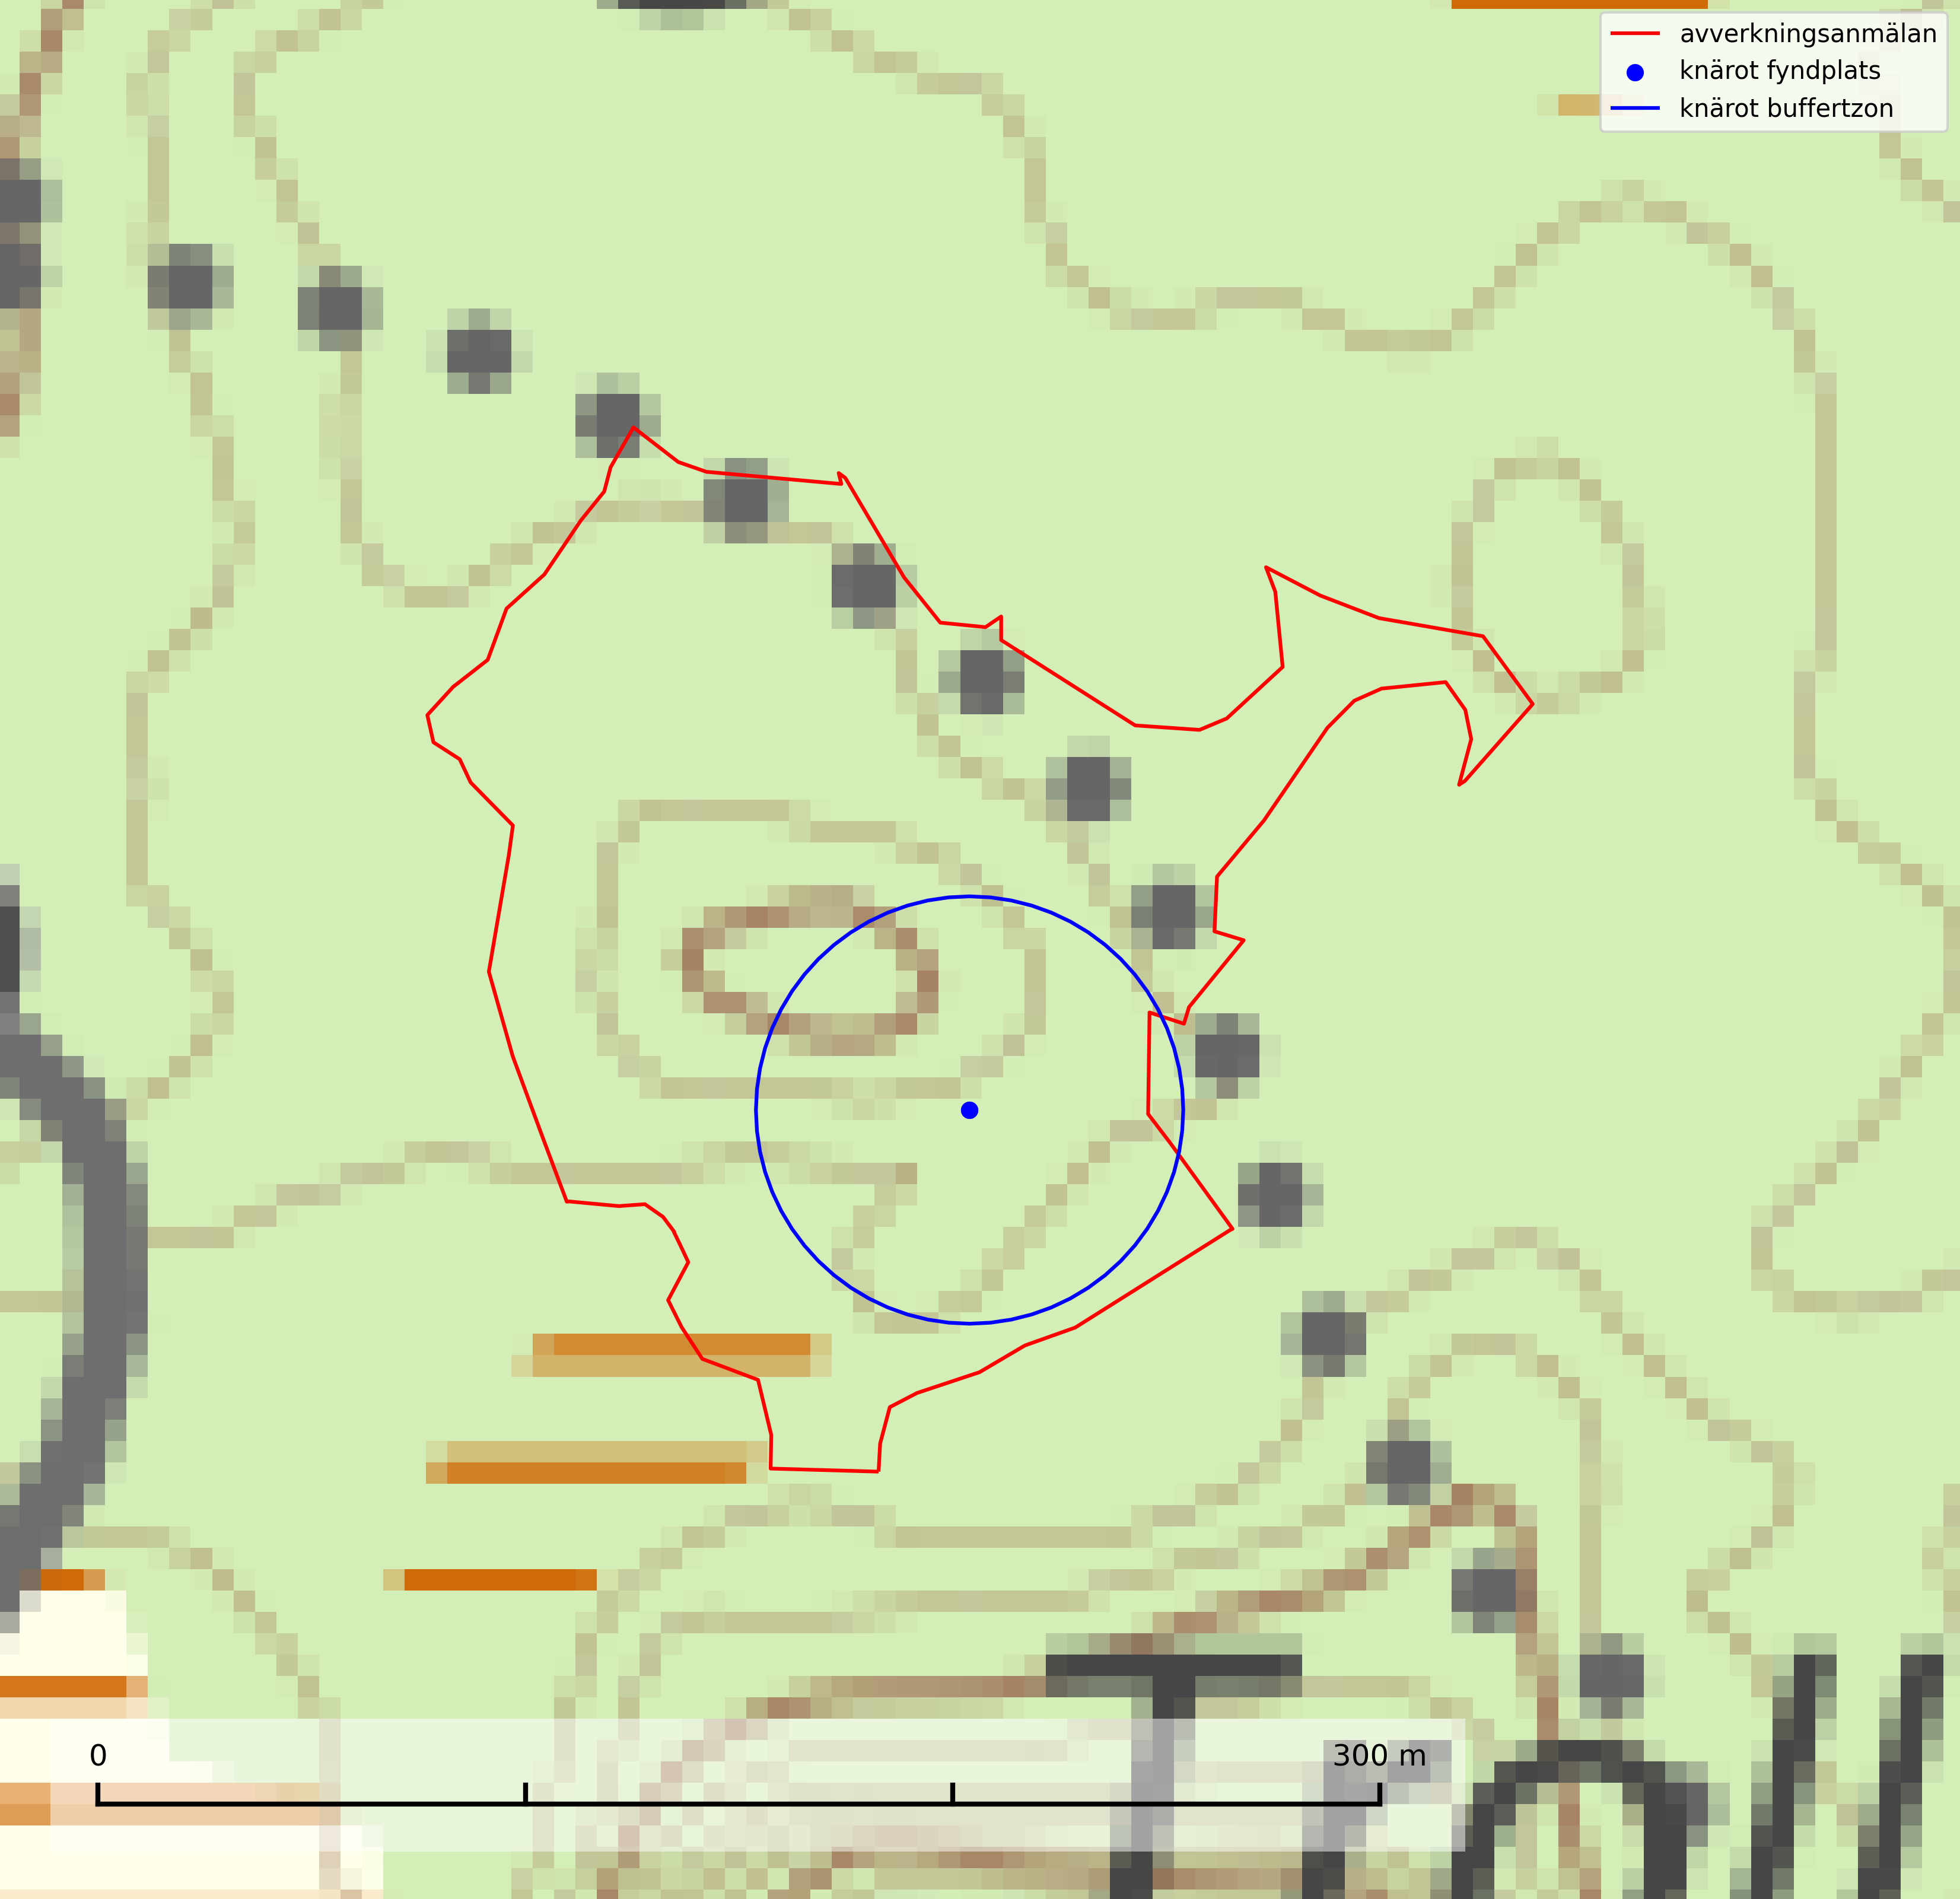 avverkningsanmälan
knärot fyndplats
knärot buffertzon
0
300 m